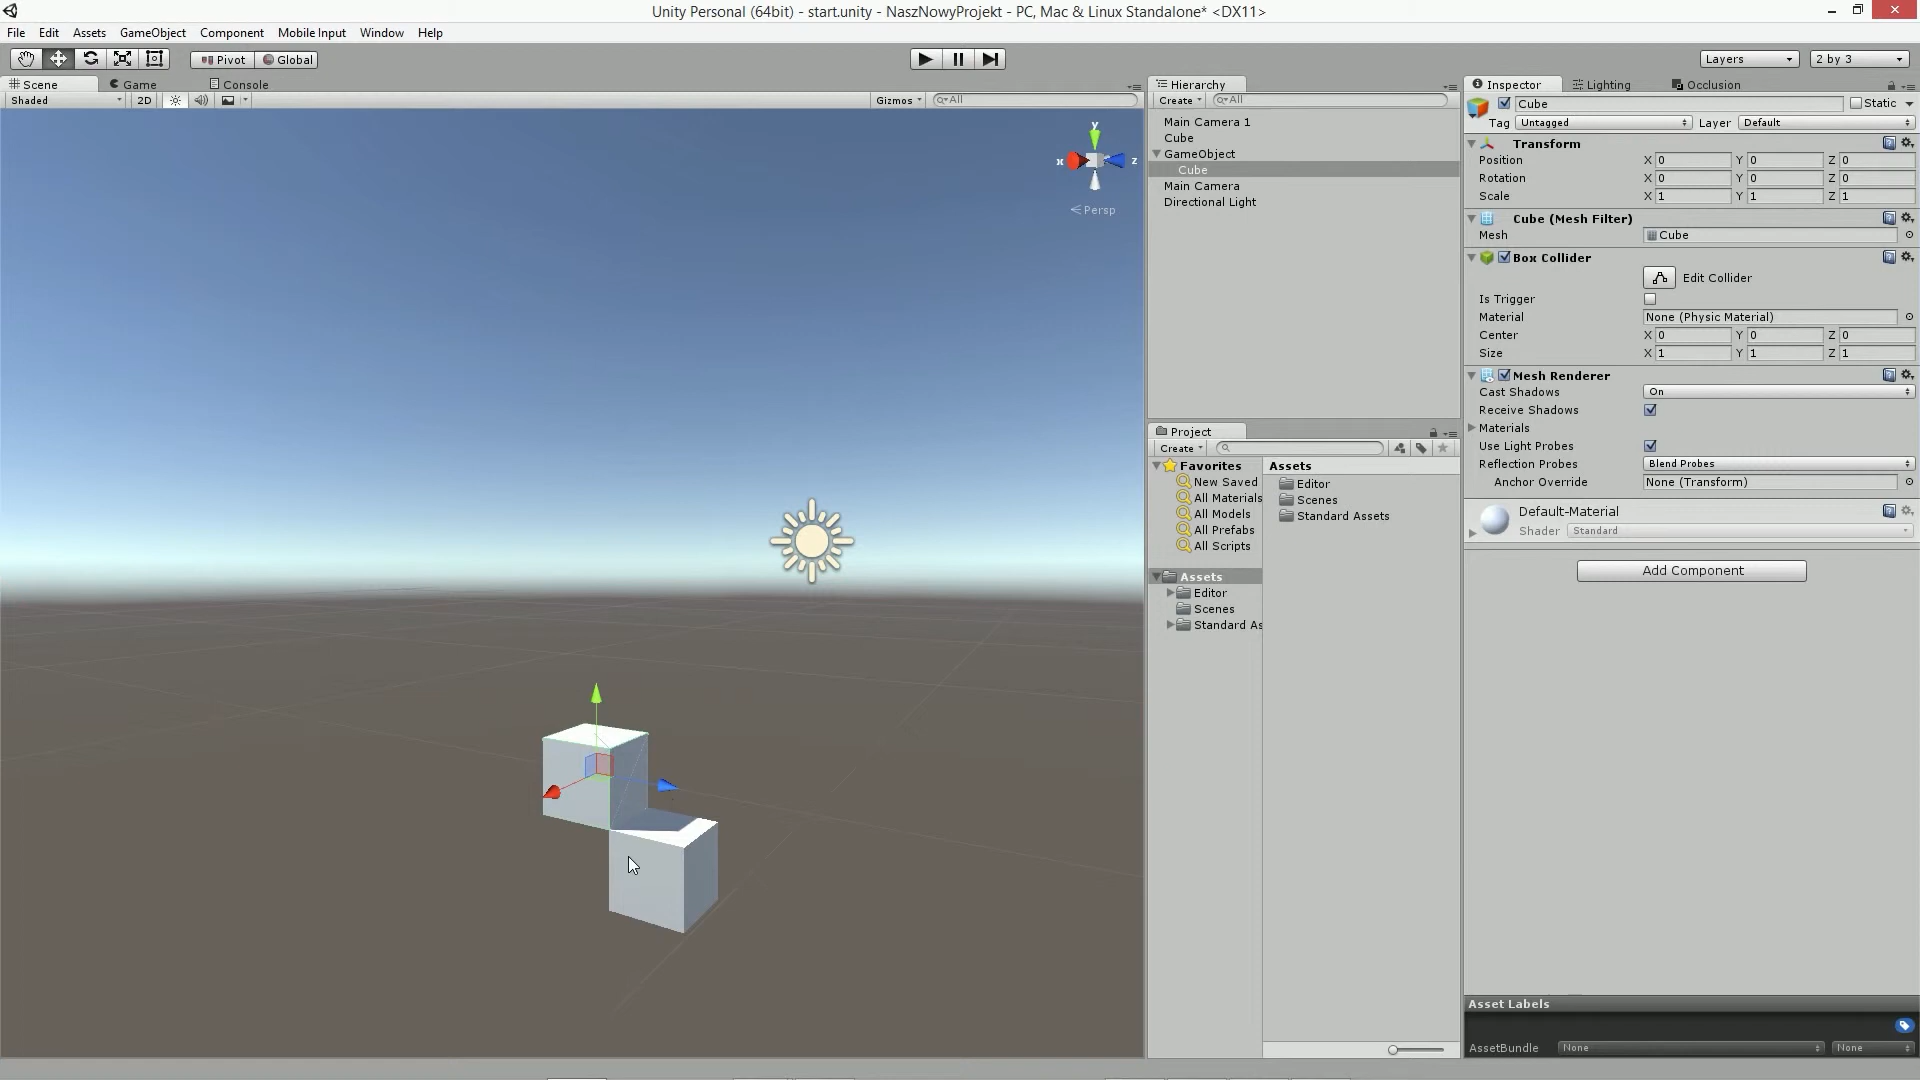 Unity Personal (64bit) - start.unity - NaszNowyProjekt - PC, Mac & Linux Standalone* <DX11>
File Edit Assets GameObject Component Mobile Input Window Help
Pivot Global
Layers 2 by 3
Scene Game Console
Shaded 2D Gizmos All
y
x z
Persp
Hierarchy
Create All
Main Camera 1
Cube
GameObject
Cube
Main Camera
Directional Light
Project
Create
Favorites
New Saved
All Materials
All Models
All Prefabs
All Scripts
Assets
Editor
Scenes
Standard As
Assets
Editor
Scenes
Standard Assets
Inspector Lighting Occlusion
Cube Static
Tag Untagged Layer Default
Transform
Position X 0 Y 0 Z 0
Rotation X 0 Y 0 Z 0
Scale X 1 Y 1 Z 1
Cube (Mesh Filter)
Mesh Cube
Box Collider
Edit Collider
Is Trigger
Material None (Physic Material)
Center X 0 Y 0 Z 0
Size X 1 Y 1 Z 1
Mesh Renderer
Cast Shadows On
Receive Shadows
Materials
Use Light Probes
Reflection Probes Blend Probes
Anchor Override None (Transform)
Default-Material
Shader Standard
Add Component
Asset Labels
AssetBundle None None